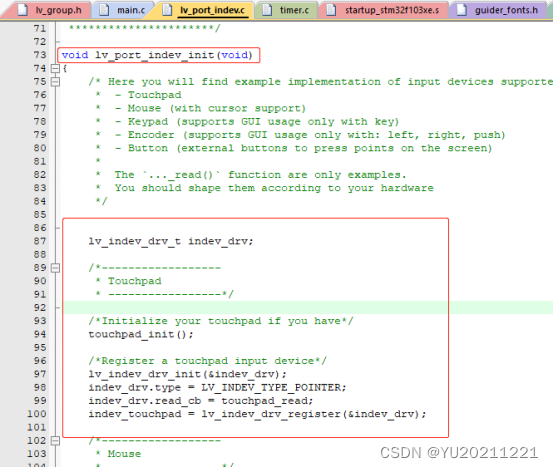 lv_group.h main.c lv_port_indev.c timer.c startup_stm32f103xe.s guider_fonts.h
71 **********************/
72
73 void lv_port_indev_init(void)
74 {
75 /* Here you will find example implementation of input devices supporte
76 * - Touchpad
77 * - Mouse (with cursor support)
78 * - Keypad (supports GUI usage only with key)
79 * - Encoder (supports GUI usage only with: left, right, push)
80 * - Button (external buttons to press points on the screen)
81 *
82 * The `..._read()` function are only examples.
83 * You should shape them according to your hardware
84 */
85
86
87 lv_indev_drv_t indev_drv;
88
89 /*------------------
90 * Touchpad
91 * -----------------*/
92
93 /*Initialize your touchpad if you have*/
94 touchpad_init();
95
96 /*Register a touchpad input device*/
97 lv_indev_drv_init(&indev_drv);
98 indev_drv.type = LV_INDEV_TYPE_POINTER;
99 indev_drv.read_cb = touchpad_read;
100 indev_touchpad = lv_indev_drv_register(&indev_drv);
101
102 /*------------------
103 * Mouse
CSDN @YU20211221